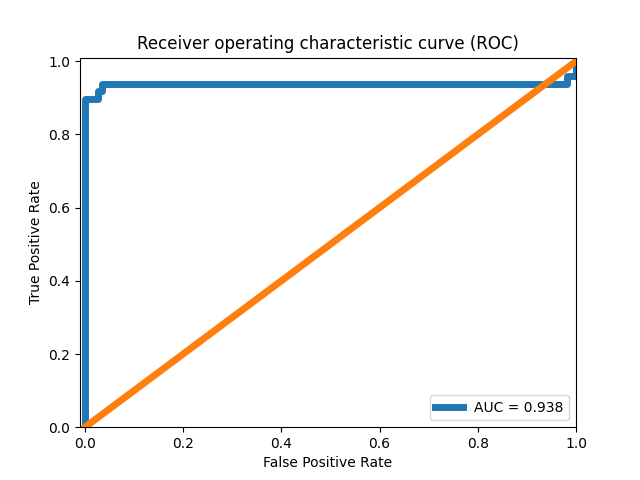 Receiver operating characteristic curve (ROC)
True Positive Rate
1.0
0.8
0.6
0.4
0.2
0.0
0.0 0.2 0.4 0.6 0.8 1.0
False Positive Rate
AUC = 0.938